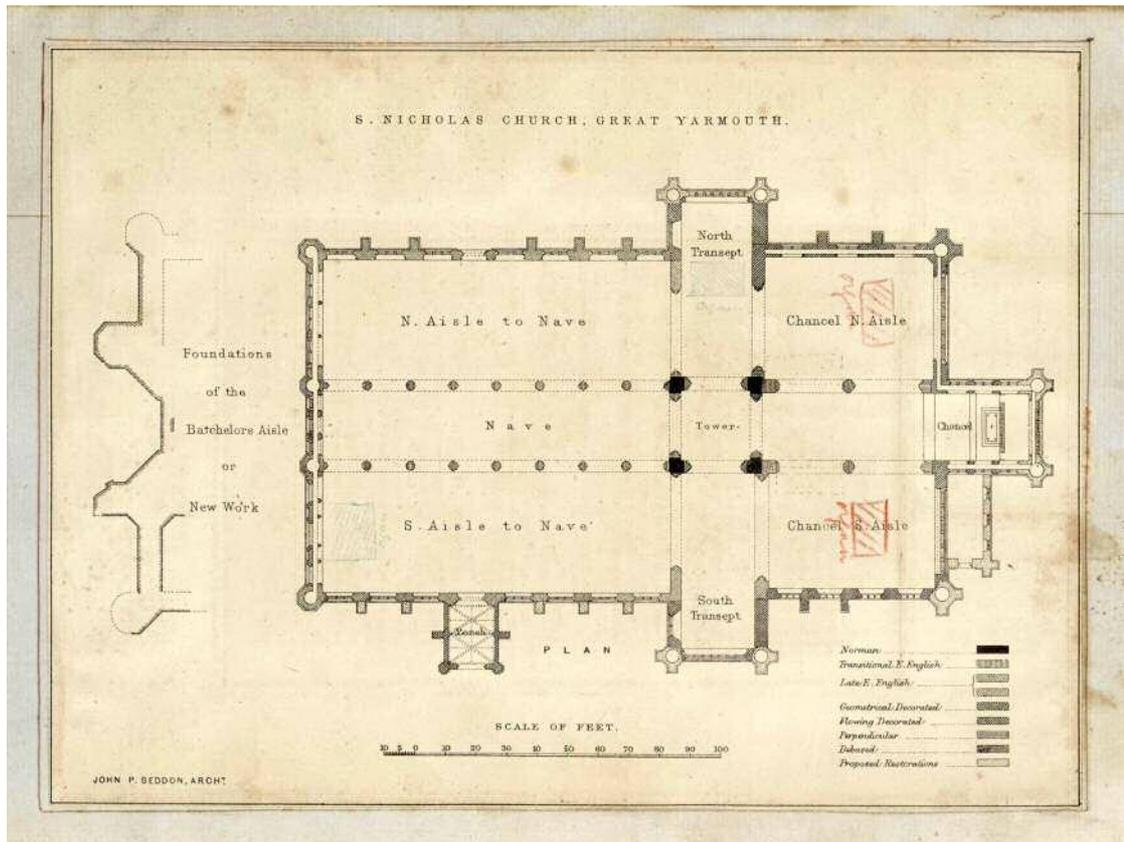 S. NICHOLAS CHURCH, GREAT YARMOUTH.
North
Transept
organ
N. Aisle to Nave
Chancel N. Aisle
organ
Foundations
of the
Batchelors Aisle
or
New Work
Nave
Tower
Chancel
S. Aisle to Nave
Chancel S. Aisle
organ
South
Transept
Porch
PLAN
Norman
Transitional E. English
Late E. English
Geometrical Decorated
Flowing Decorated
Perpendicular
Debased
Proposed Restorations
SCALE OF FEET.
10 5 0 10 20 30 40 50 60 70 80 90 100
JOHN P. SEDDON, ARCHT.